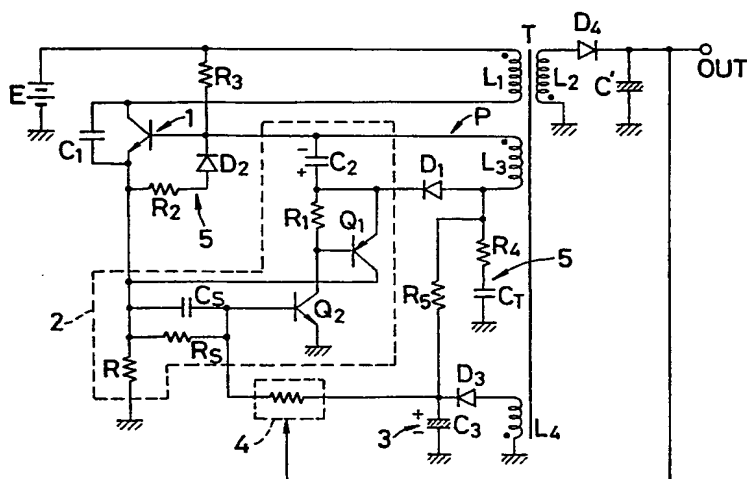 T
D4
OUT
R3
L1
L2
C'
E
1
P
C1
D2
C2
D1
L3
R2
5
R1
Q1
R4
5
CT
R5
2
CS
Q2
RS
R
D3
4
3
+
-
C3
L4
-
+